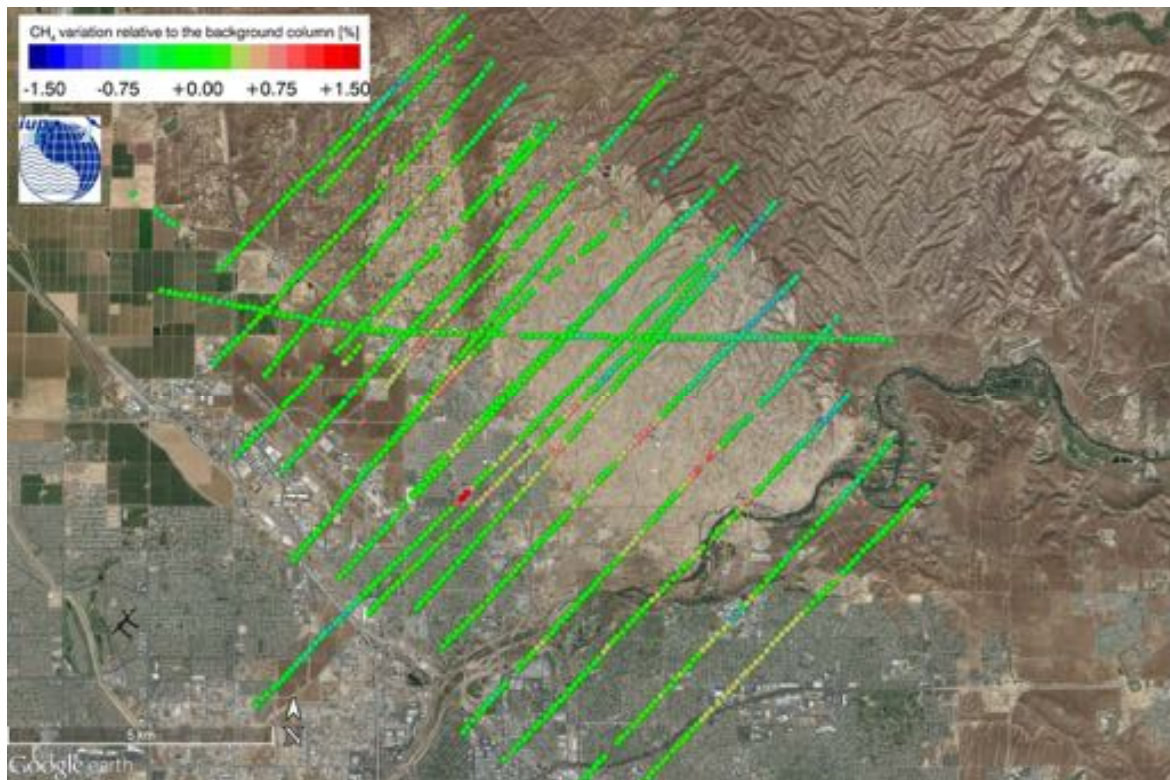 CH₄ variation relative to the background column [%]
-1.50 -0.75 +0.00 +0.75 +1.50
iup
N
5 km
Google earth